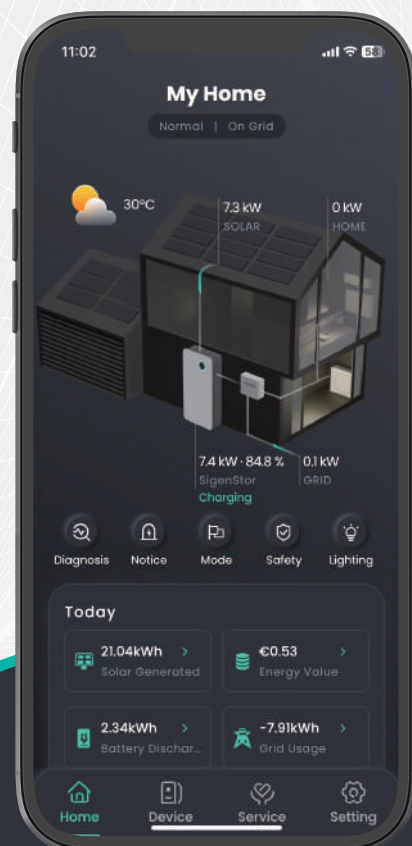 11:02
58
My Home
Normal | On Grid
30°C
7.3 kW
SOLAR
0 kW
HOME
7.4 kW · 84.8 %
SigenStor
Charging
0.1 kW
GRID
Diagnosis
Notice
Mode
Safety
Lighting
Today
21.04kWh >
Solar Generated
€0.53 >
Energy Value
2.34kWh >
Battery Dischar...
-7.91kWh >
Grid Usage
Home
Device
Service
Setting